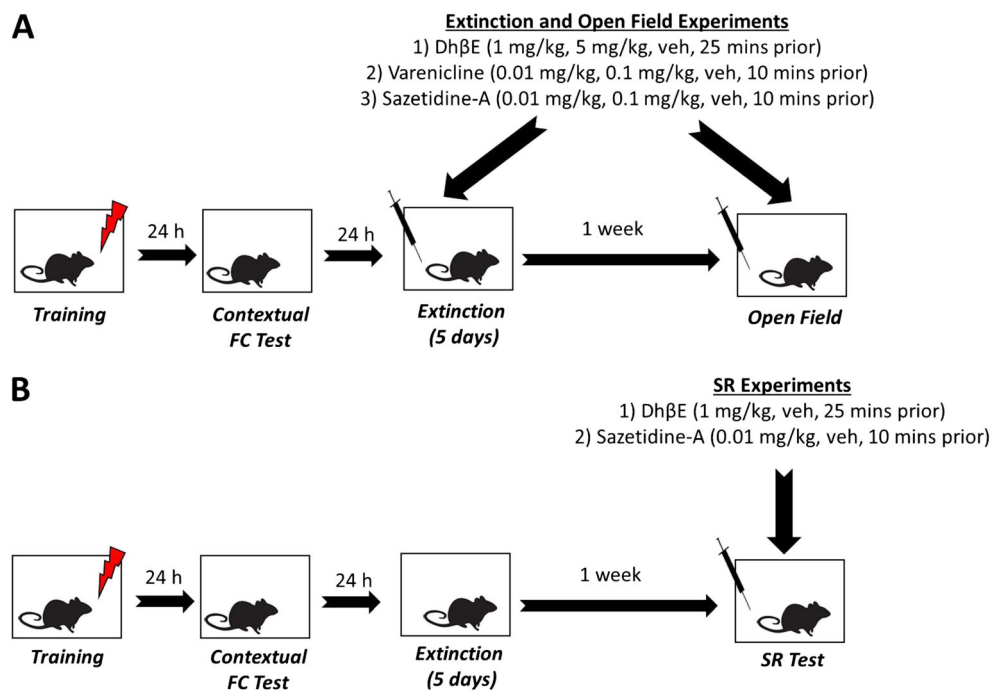 A
Extinction and Open Field Experiments
1) DhβE (1 mg/kg, 5 mg/kg, veh, 25 mins prior)
2) Varenicline (0.01 mg/kg, 0.1 mg/kg, veh, 10 mins prior)
3) Sazetidine-A (0.01 mg/kg, 0.1 mg/kg, veh, 10 mins prior)
24 h
24 h
1 week
Training
Contextual
FC Test
Extinction
(5 days)
Open Field
B
SR Experiments
1) DhβE (1 mg/kg, veh, 25 mins prior)
2) Sazetidine-A (0.01 mg/kg, veh, 10 mins prior)
24 h
24 h
1 week
Training
Contextual
FC Test
Extinction
(5 days)
SR Test